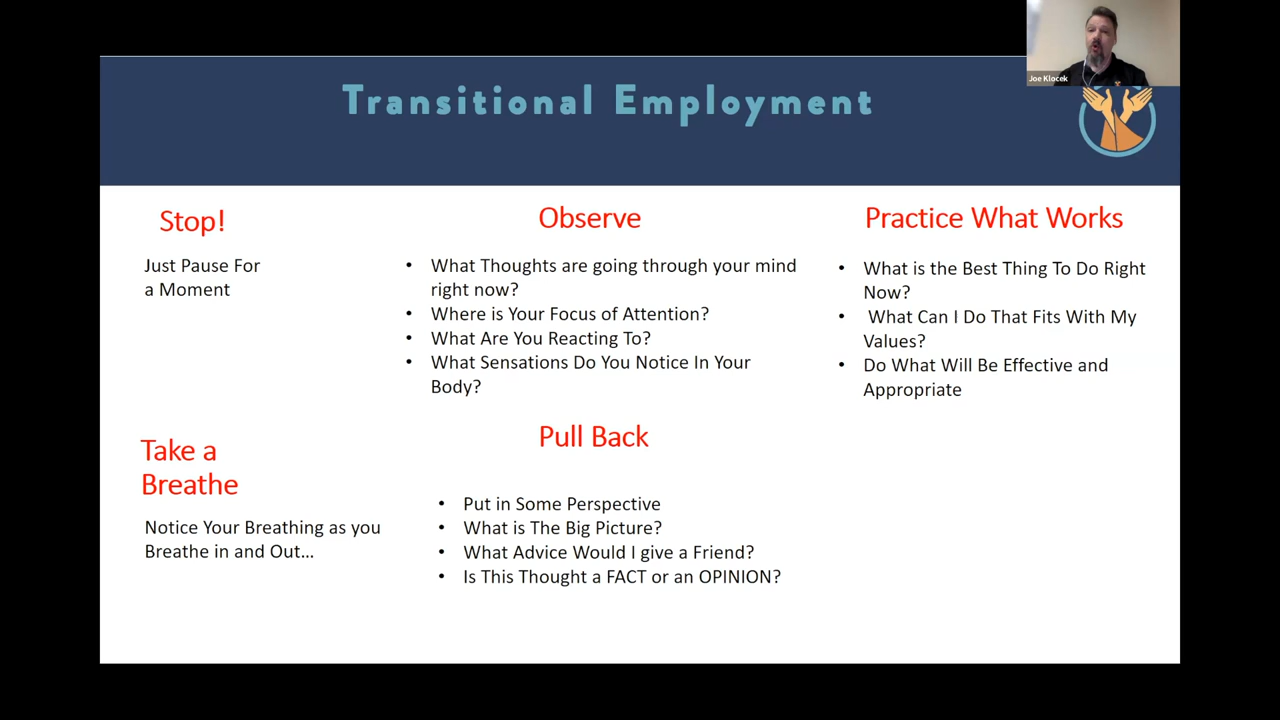 Joe Klocek
Transitional Employment
Stop!
Just Pause For
a Moment
Take a
Breathe
Notice Your Breathing as you
Breathe in and Out...
Observe
• What Thoughts are going through your mind
right now?
• Where is Your Focus of Attention?
• What Are You Reacting To?
• What Sensations Do You Notice In Your
Body?
Pull Back
• Put in Some Perspective
• What is The Big Picture?
• What Advice Would I give a Friend?
• Is This Thought a FACT or an OPINION?
Practice What Works
• What is the Best Thing To Do Right
Now?
• What Can I Do That Fits With My
Values?
• Do What Will Be Effective and
Appropriate